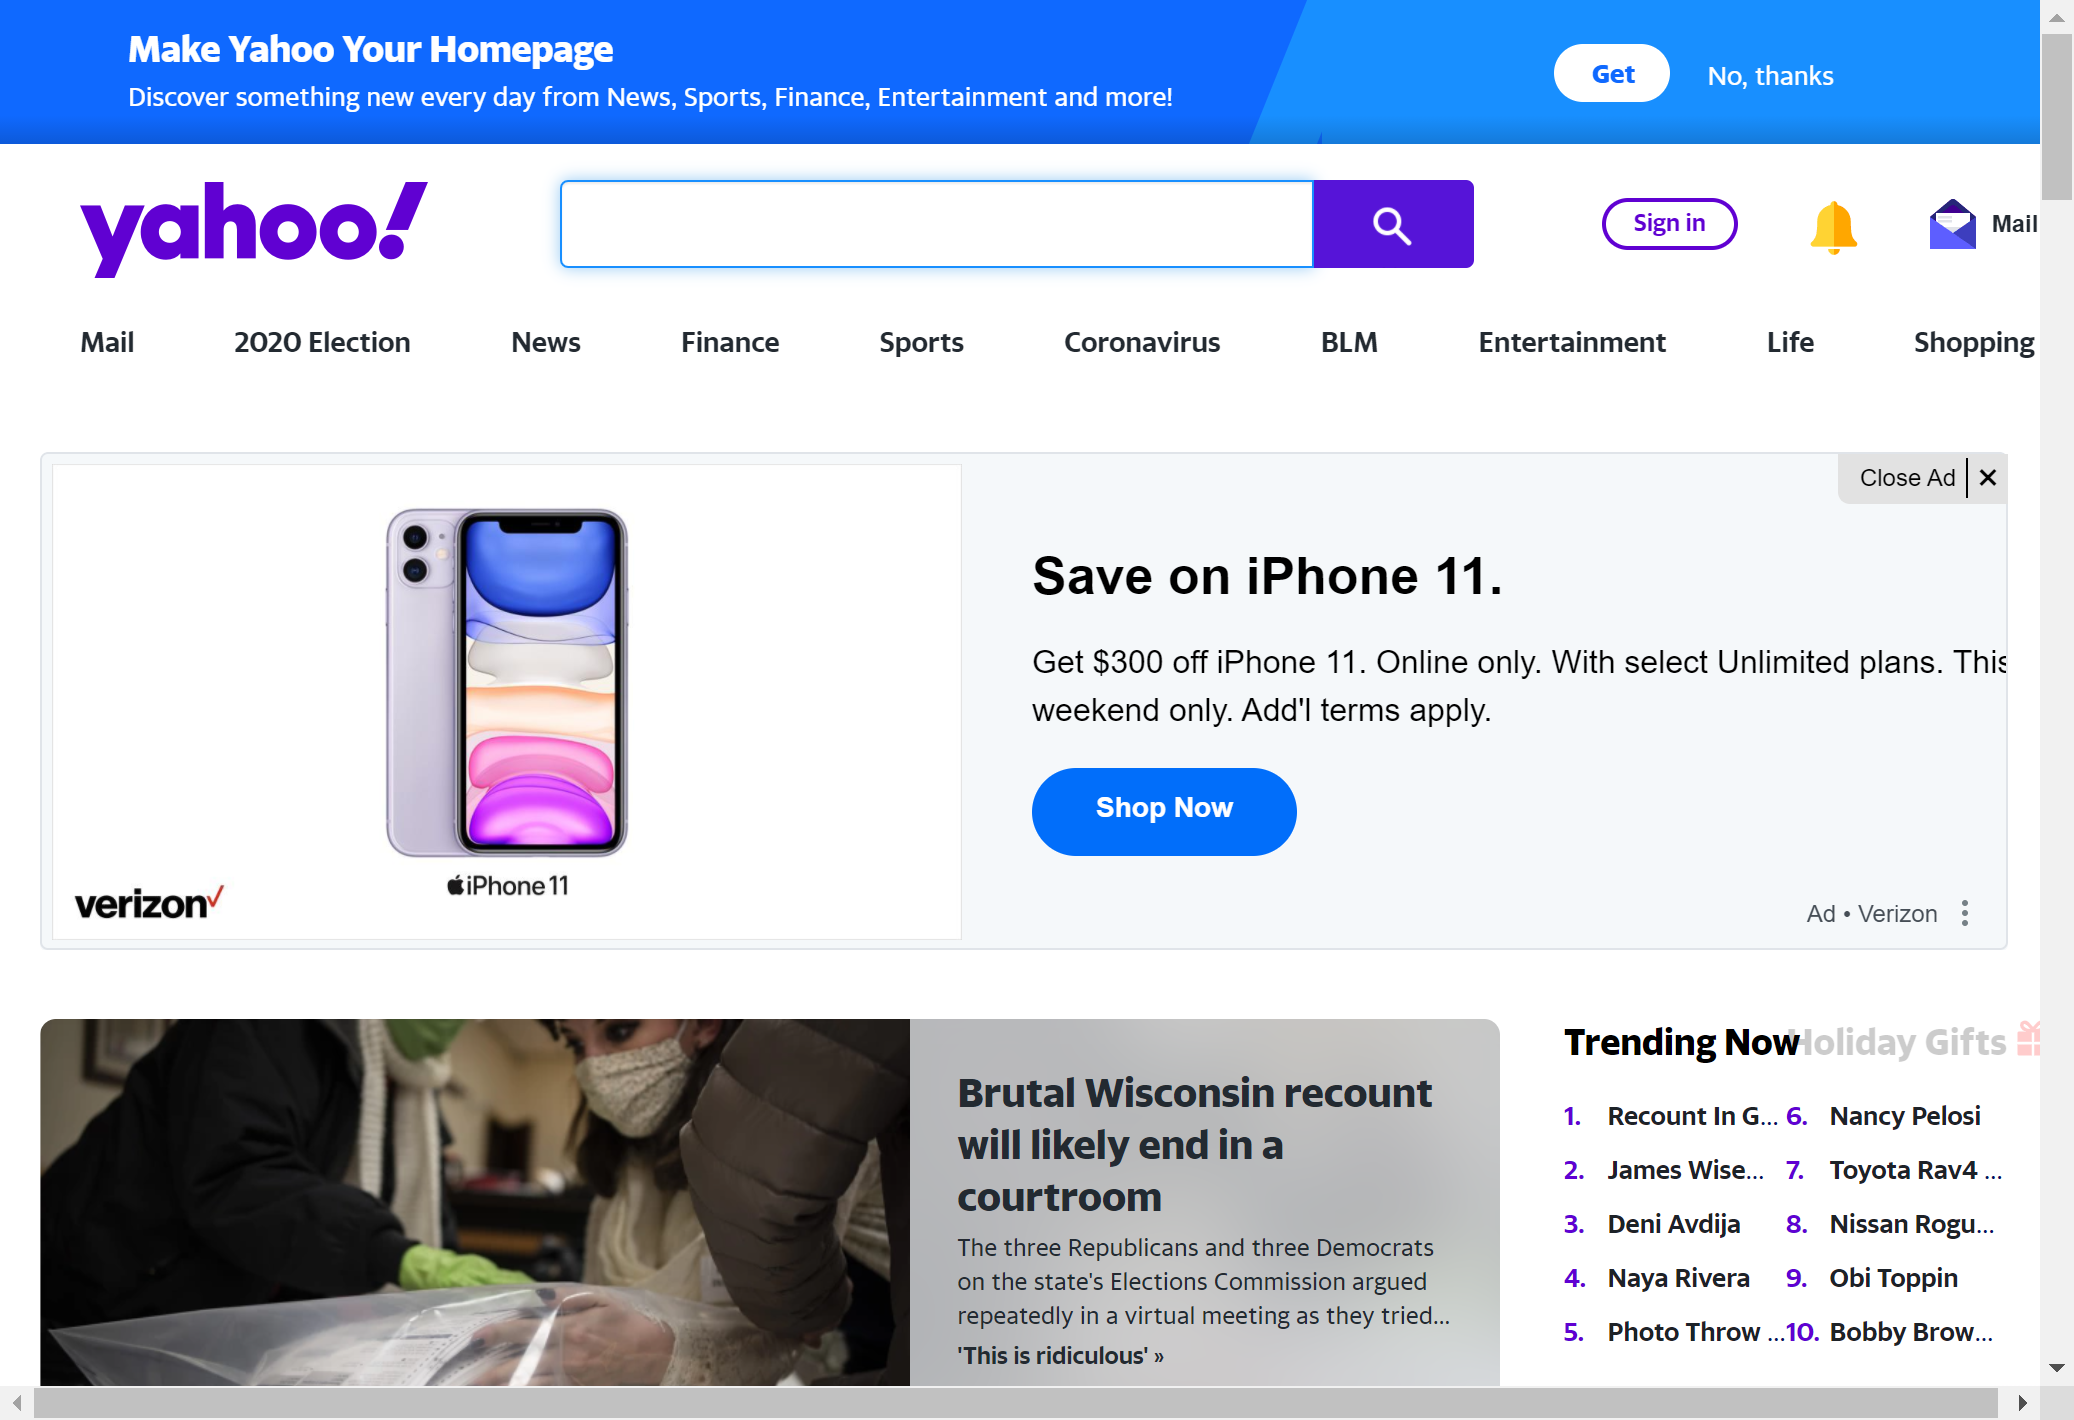 Make Yahoo Your Homepage
Discover something new every day from News, Sports, Finance, Entertainment and more!
Get
No, thanks
yahoo!
Sign in
Mail
Mail
2020 Election
News
Finance
Sports
Coronavirus
BLM
Entertainment
Life
Shopping
Close Ad
Save on iPhone 11.
Get $300 off iPhone 11. Online only. With select Unlimited plans. This
weekend only. Add'l terms apply.
Shop Now
iPhone 11
verizon
Ad • Verizon
Trending Now
Holiday Gifts
Brutal Wisconsin recount
will likely end in a
courtroom
The three Republicans and three Democrats
on the state's Elections Commission argued
repeatedly in a virtual meeting as they tried...
'This is ridiculous' »
1. Recount In G...
2. James Wise...
3. Deni Avdija
4. Naya Rivera
5. Photo Throw ...
6. Nancy Pelosi
7. Toyota Rav4 ...
8. Nissan Rogu...
9. Obi Toppin
10. Bobby Brow...